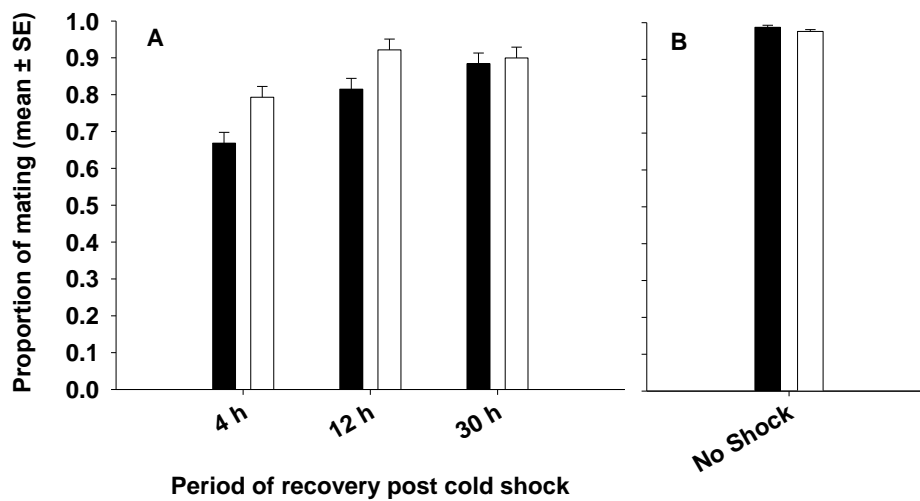 Proportion of mating (mean ± SE)
1.0
0.9
0.8
0.7
0.6
0.5
0.4
0.3
0.2
0.1
0.0
A
B
4 h
12 h
30 h
No Shock
Period of recovery post cold shock